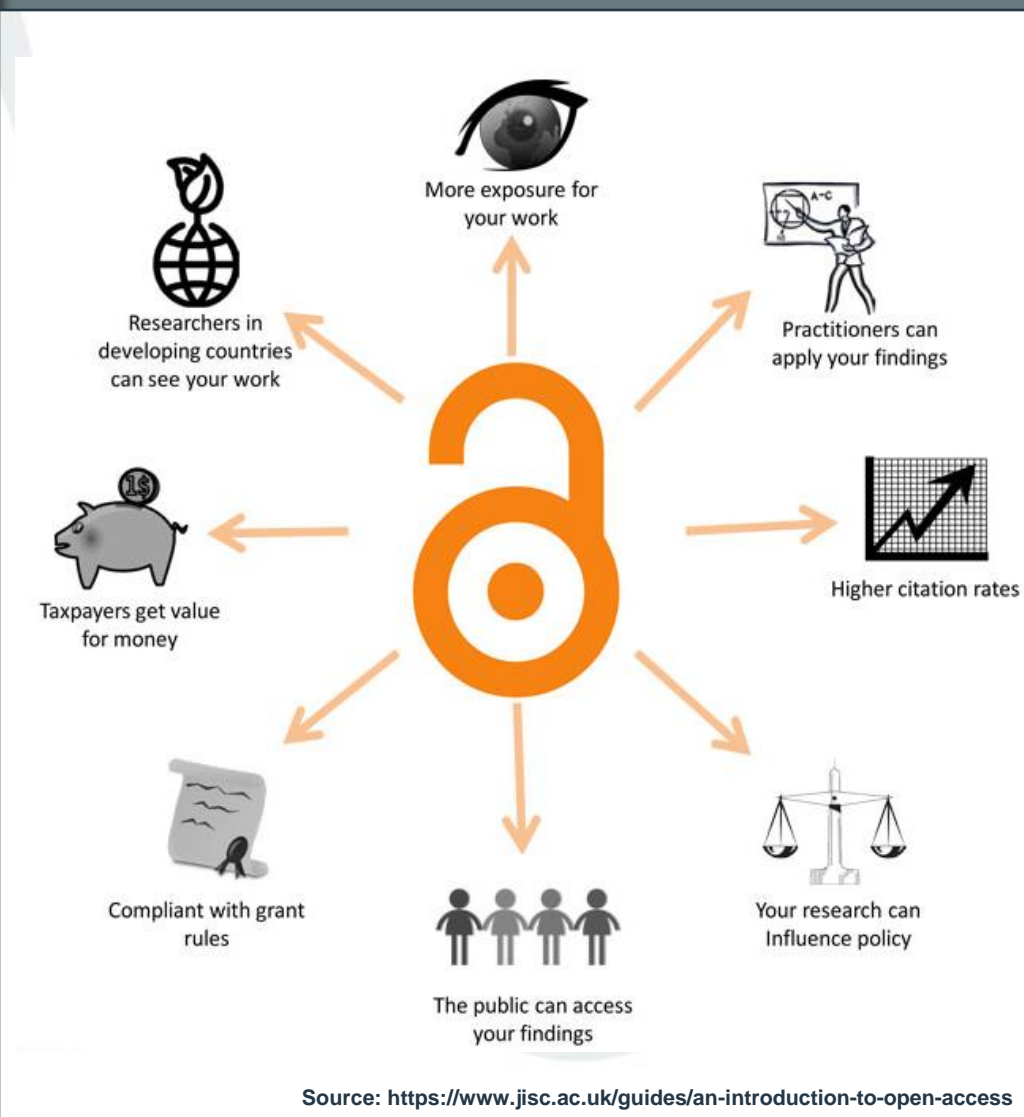 More exposure for
your work
A-C
Practitioners can
apply your findings
Researchers in
developing countries
can see your work
1$
Higher citation rates
Taxpayers get value
for money
Compliant with grant
rules
Your research can
Influence policy
The public can access
your findings
Source: https://www.jisc.ac.uk/guides/an-introduction-to-open-access